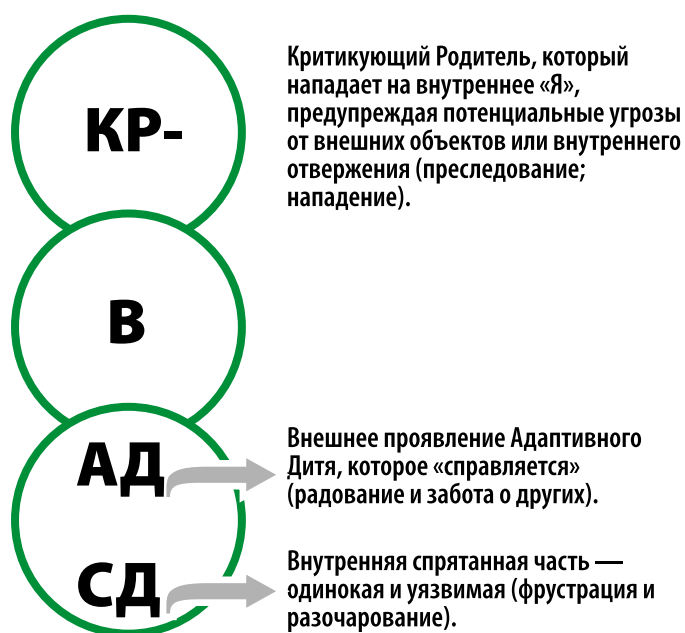 КР-
Критикующий Родитель, который
нападает на внутреннее «Я»,
предупреждая потенциальные угрозы
от внешних объектов или внутреннего
отвержения (преследование;
нападение).
В
АД
Внешнее проявление Адаптивного
Дитя, которое «справляется»
(радование и забота о других).
СД
Внутренняя спрятанная часть —
одинокая и уязвимая (фрустрация и
разочарование).